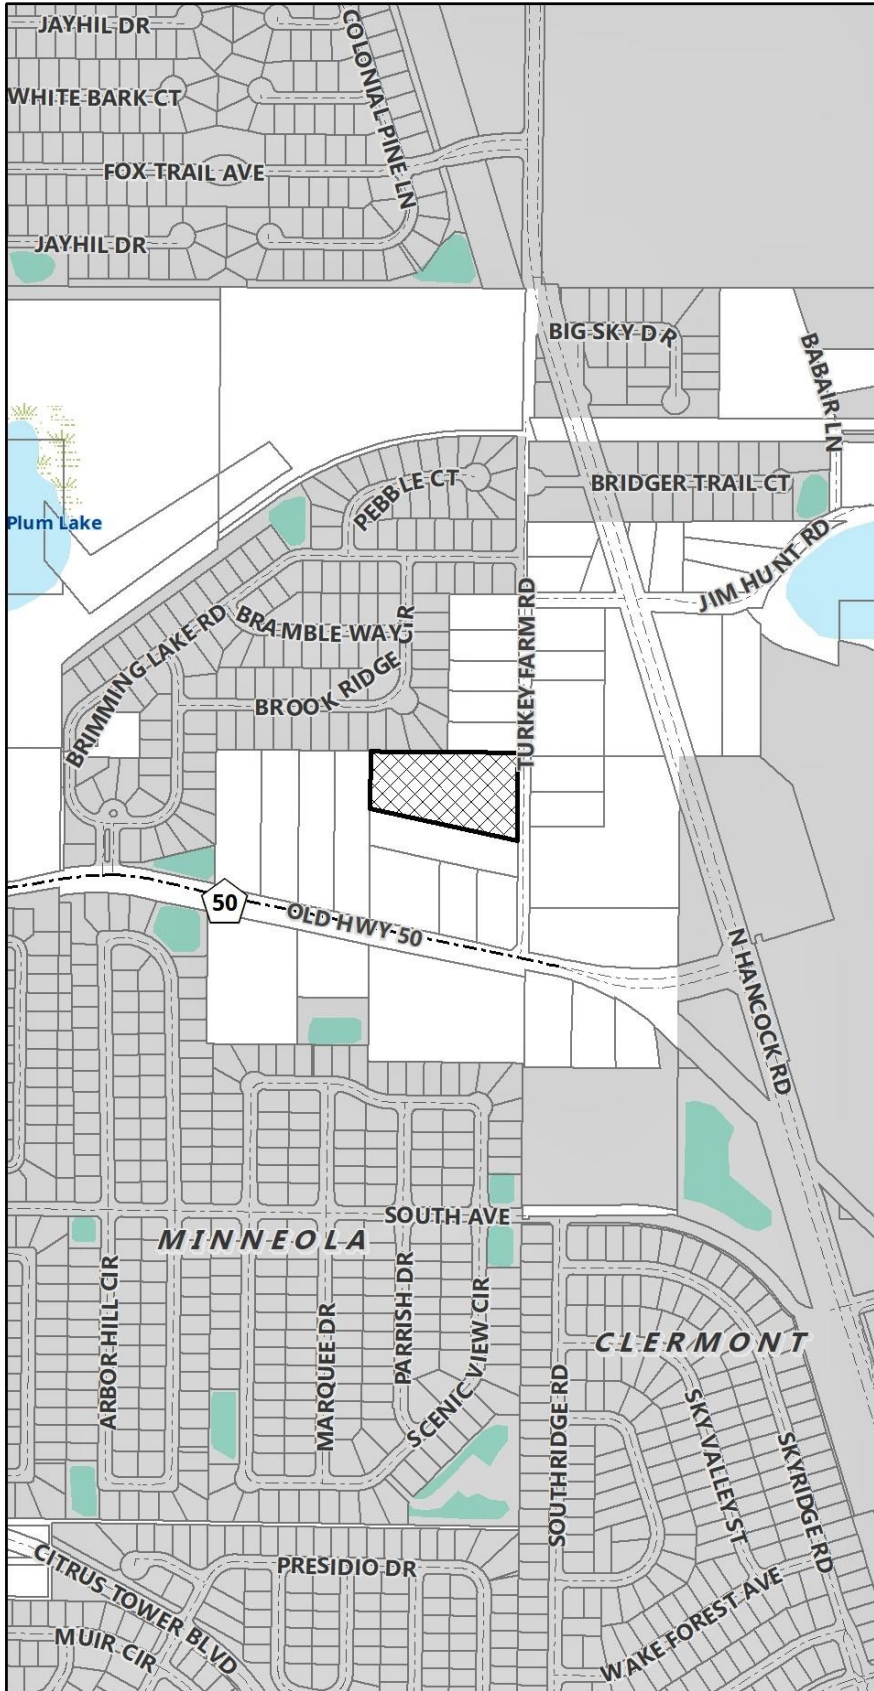 JAYHIL DR
COLONIAL PINE LN
WHITE BARK CT
FOX TRAIL AVE
JAYHIL DR
BIG SKY DR
BABAIR LN
PEBBLE CT
BRIDGER TRAIL CT
Plum Lake
JIM HUNT RD
TURKEY FARM RD
BRAMBLE WAY
CIR
BRIMMING LAKE RD
BROOK RIDGE
50
OLD HWY 50
N HANCOCK RD
SOUTH AVE
MINNEOLA
ARBOR HILL CIR
MARQUEE DR
PARRISH DR
SCENIC VIEW CIR
CLERMONT
SOUTHRIDGE RD
SKY VALLEY ST
SKYRIDGE RD
PRESIDIO DR
CITRUS TOWER BLVD
MUIR CIR
WAKE FOREST AVE